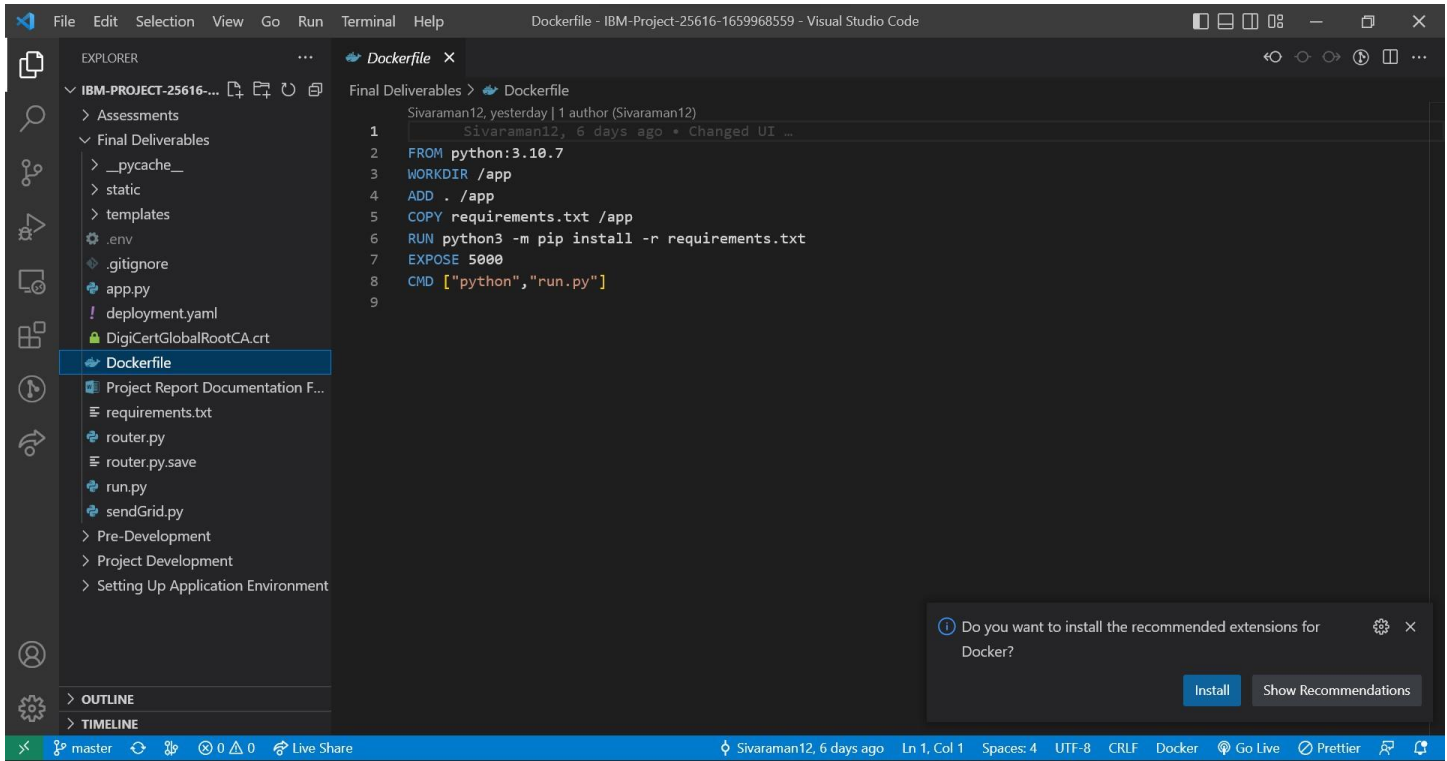 File Edit Selection View Go Run Terminal Help Dockerfile - IBM-Project-25616-1659968559 - Visual Studio Code
EXPLORER
IBM-PROJECT-25616-...
Assessments
Final Deliverables
__pycache__
static
templates
.env
.gitignore
app.py
deployment.yaml
DigiCertGlobalRootCA.crt
Dockerfile
Project Report Documentation F...
requirements.txt
router.py
router.py.save
run.py
sendGrid.py
Pre-Development
Project Development
Setting Up Application Environment
OUTLINE
TIMELINE
Dockerfile
Final Deliverables > Dockerfile
Sivaraman12, yesterday | 1 author (Sivaraman12)
1 Sivaraman12, 6 days ago • Changed UI …
2 FROM python:3.10.7
3 WORKDIR /app
4 ADD . /app
5 COPY requirements.txt /app
6 RUN python3 -m pip install -r requirements.txt
7 EXPOSE 5000
8 CMD ["python","run.py"]
9
Do you want to install the recommended extensions for
Docker?
Install Show Recommendations
master 0 0 Live Share Sivaraman12, 6 days ago Ln 1, Col 1 Spaces: 4 UTF-8 CRLF Docker Go Live Prettier